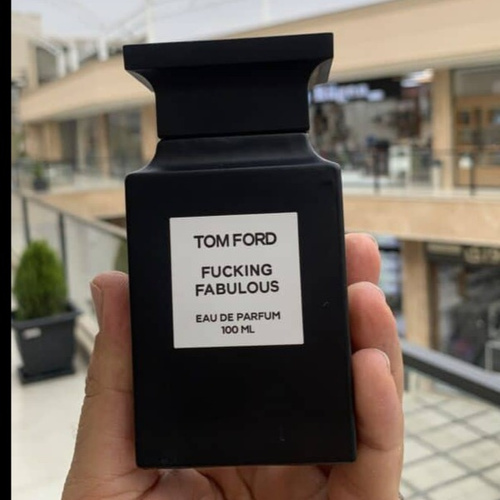 TOM FORD
FUCKING
FABULOUS
EAU DE PARFUM
100 ML